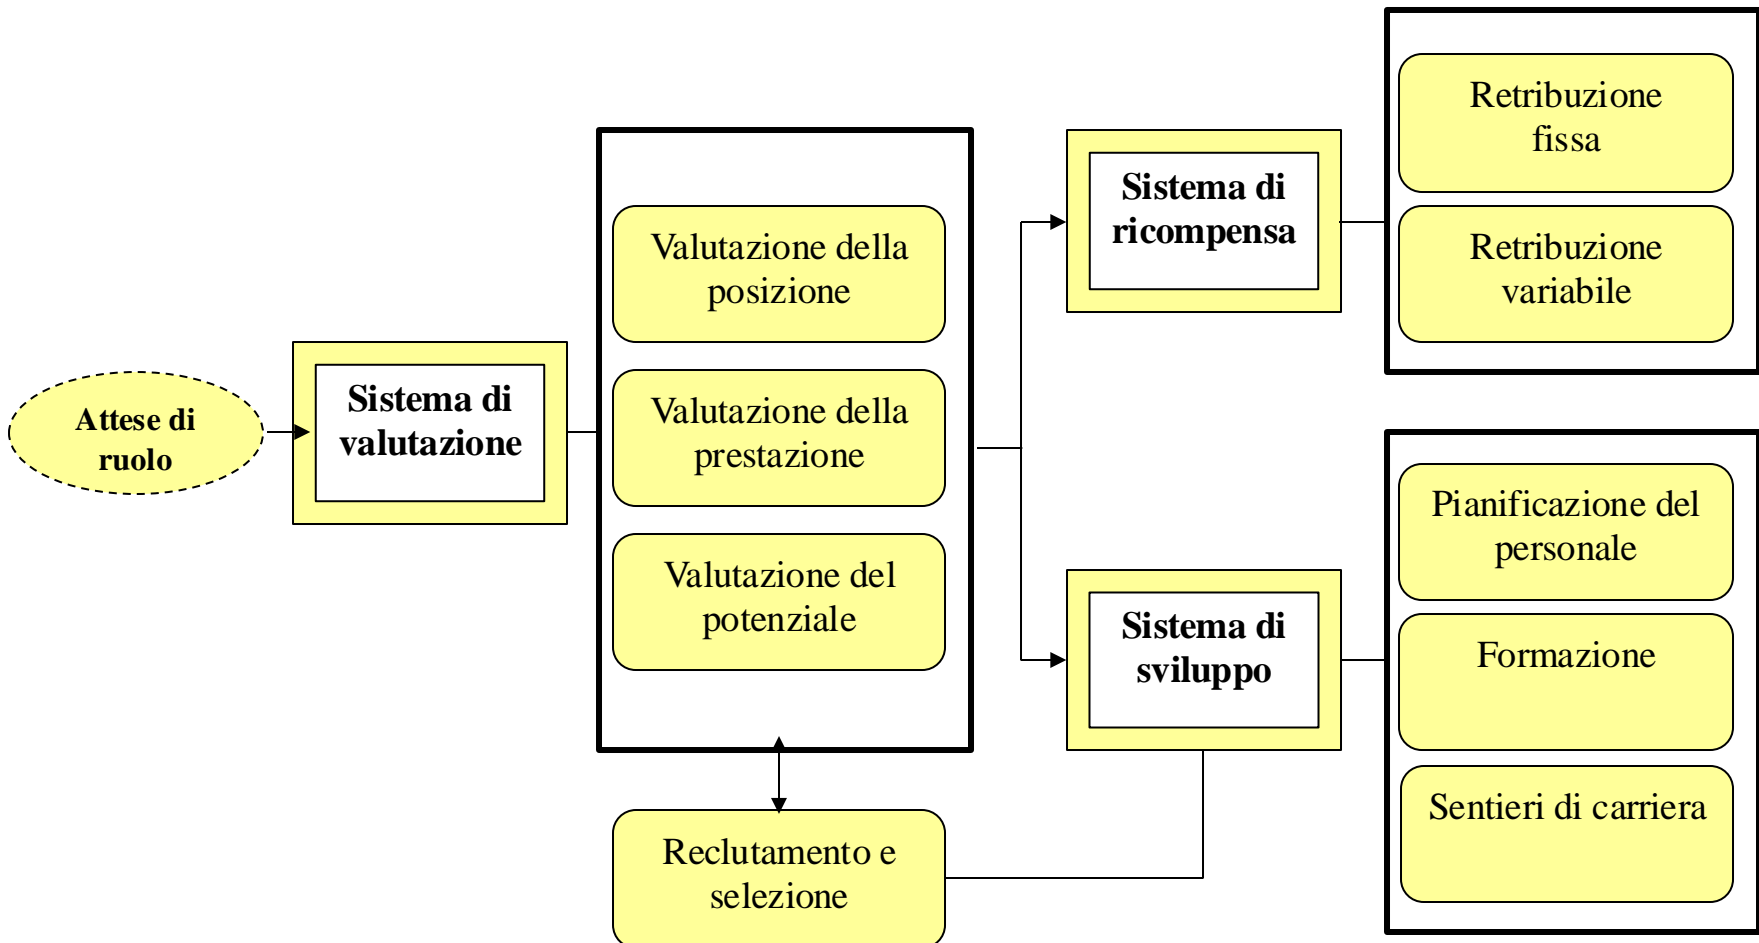 Attese di
ruolo
Sistema di
valutazione
Valutazione della
posizione
Valutazione della
prestazione
Valutazione del
potenziale
Reclutamento e
selezione
Sistema di
ricompensa
Retribuzione
fissa
Retribuzione
variabile
Sistema di
sviluppo
Pianificazione del
personale
Formazione
Sentieri di carriera